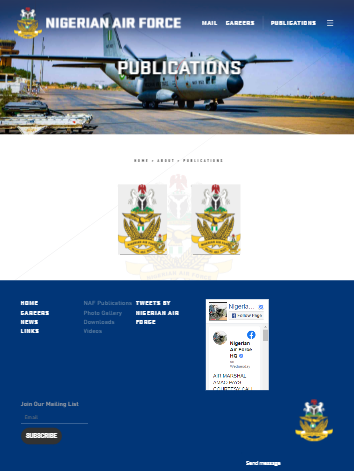 NIGERIAN AIR FORCE
MAIL CAREERS PUBLICATIONS
PUBLICATIONS
HOME > ABOUT > PUBLICATIONS
HOME
CAREERS
NEWS
LINKS
NAF Publications
Photo Gallery
Downloads
Videos
TWEETS BY
NIGERIAN AIR
FORCE
Nigeria...
Follow Page
Nigerian
Air Force
HQ
on
Wednesday
AIR MARSHAL
Join Our Mailing List
Email
SUBSCRIBE
Send message